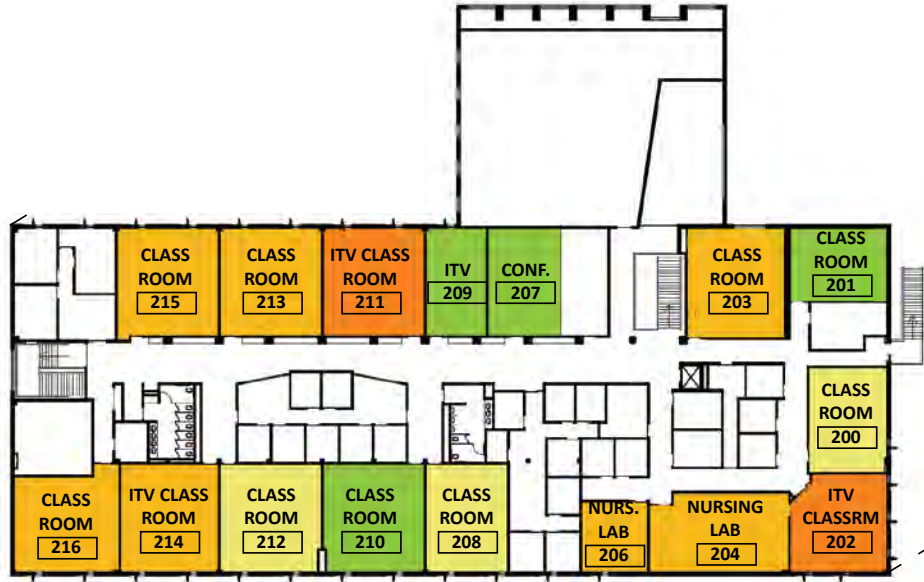 CLASS
ROOM
215
CLASS
ROOM
213
ITV CLASS
ROOM
211
ITV
209
CONF.
207
CLASS
ROOM
203
CLASS
ROOM
201
CLASS
ROOM
200
CLASS
ROOM
216
ITV CLASS
ROOM
214
CLASS
ROOM
212
CLASS
ROOM
210
CLASS
ROOM
208
NURS.
LAB
206
NURSING
LAB
204
ITV
CLASSRM
202